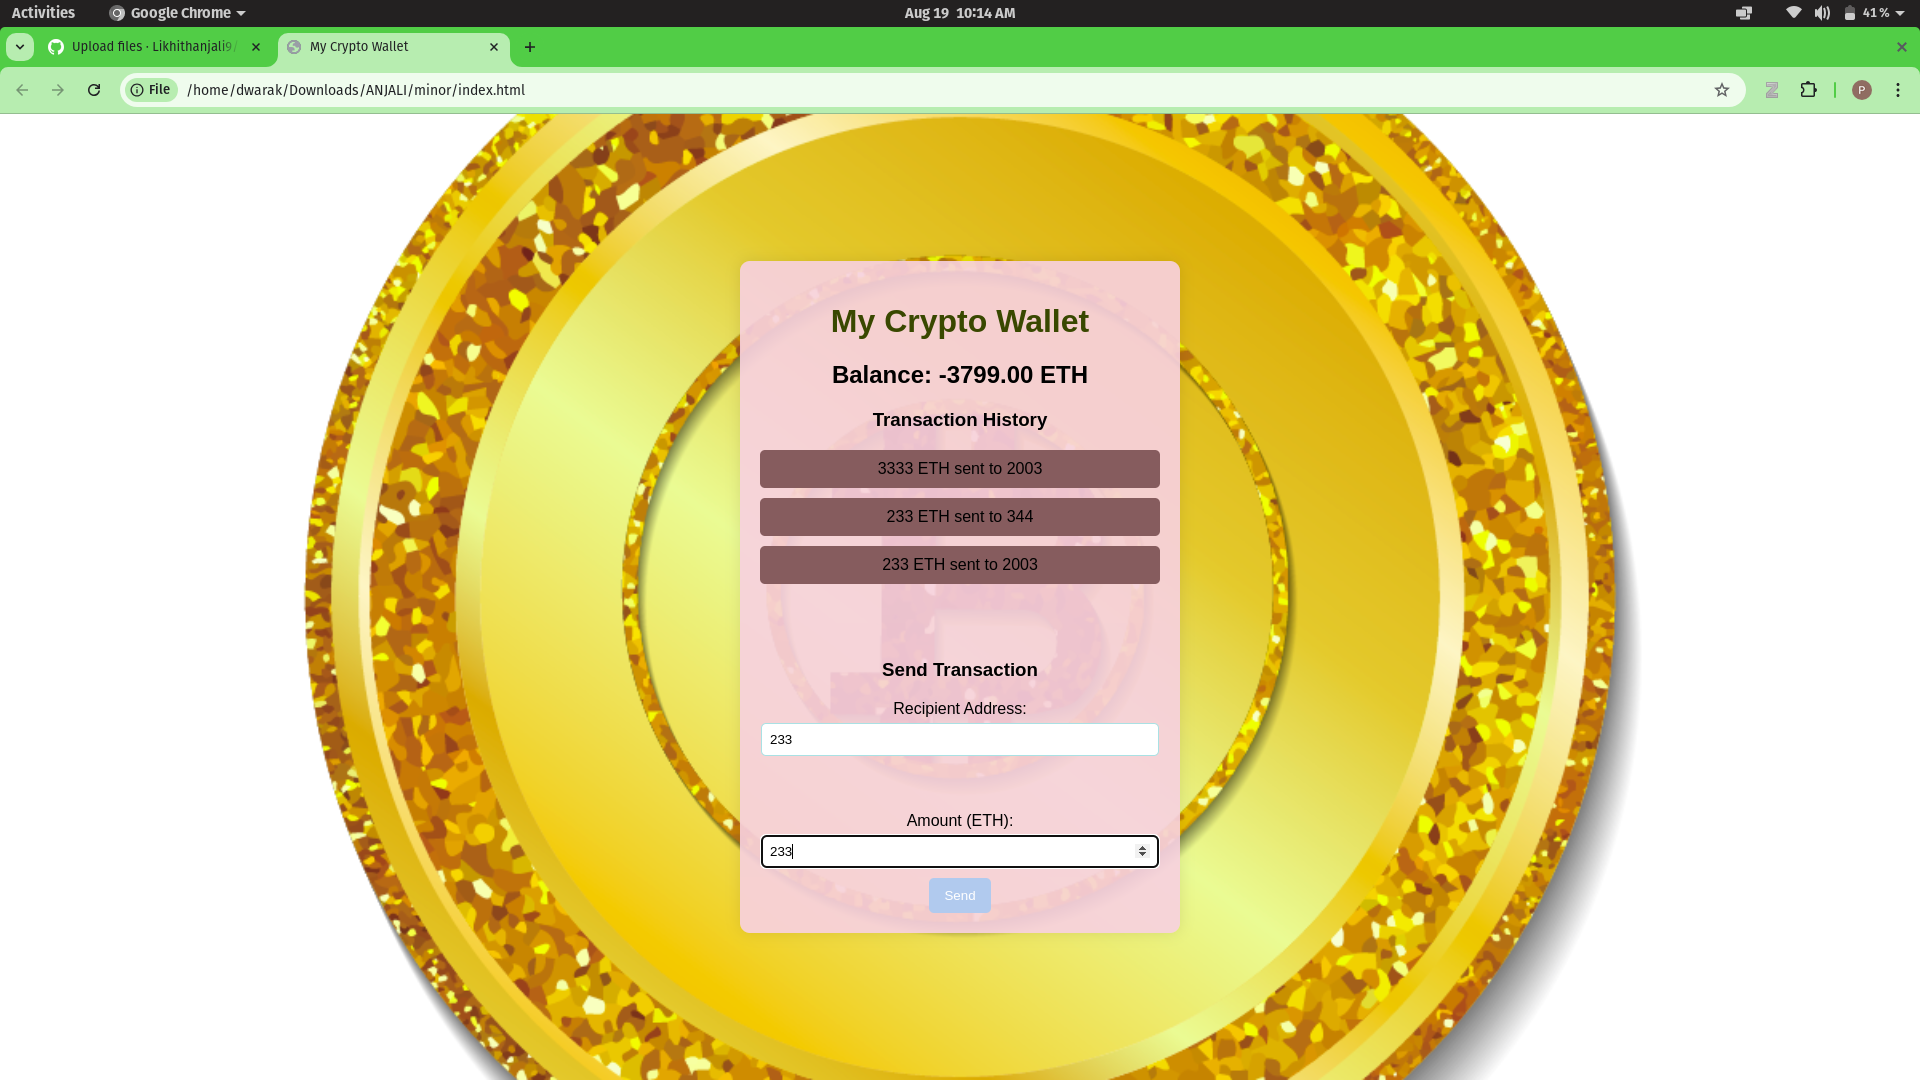 Activities
Google Chrome
Aug 19 10:14 AM
41 %
Upload files · Likhithanjali9/
My Crypto Wallet
File
/home/dwarak/Downloads/ANJALI/minor/index.html
P
My Crypto Wallet
Balance: -3799.00 ETH
Transaction History
3333 ETH sent to 2003
233 ETH sent to 344
233 ETH sent to 2003
Send Transaction
Recipient Address:
233
Amount (ETH):
233
Send